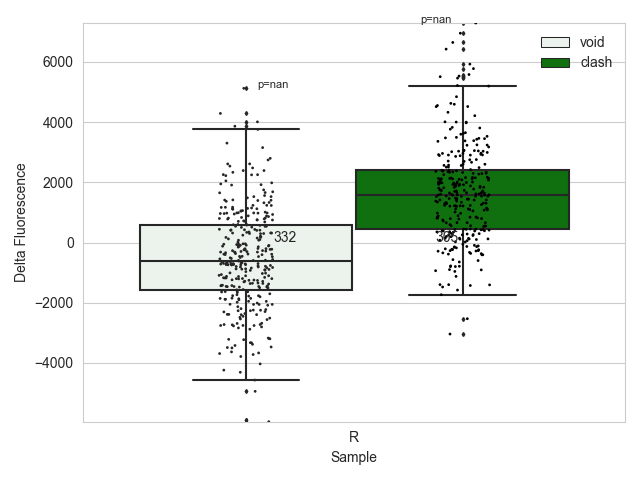 p=nan
void
clash
p=nan
6000
4000
2000
0
−2000
−4000
Delta Fluorescence
332
R
Sample